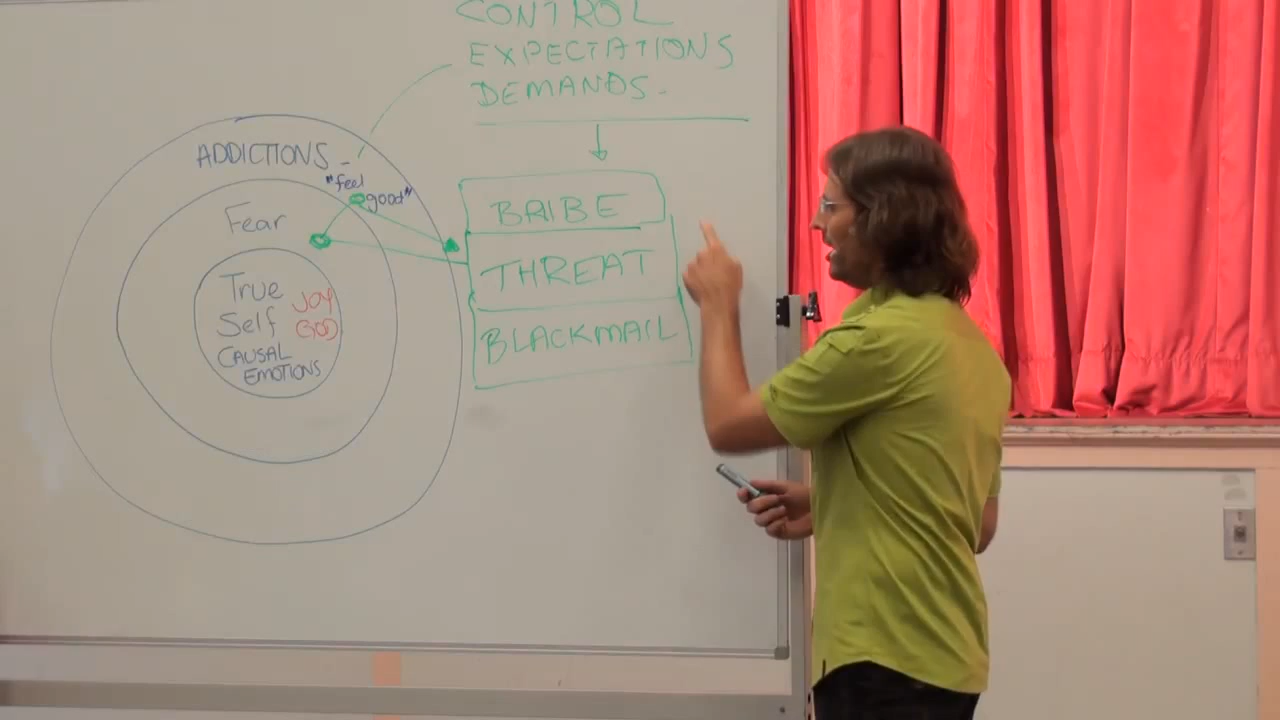 CONTROL
EXPECTATIONS
DEMANDS.
ADDICTIONS -
"feel
good"
Fear
True
Self
JOY
GOD
CAUSAL
EMOTIONS
BRIBE
THREAT
BLACKMAIL